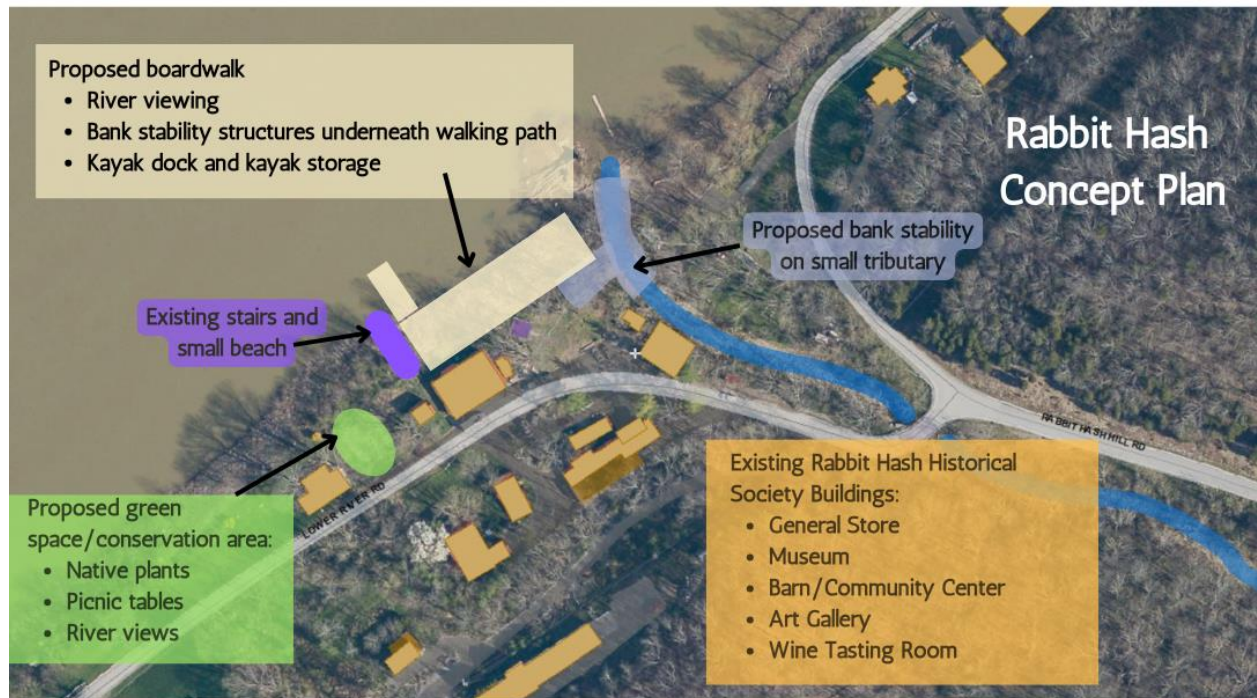 Proposed boardwalk
• River viewing
• Bank stability structures underneath walking path
• Kayak dock and kayak storage
Rabbit Hash
Concept Plan
Proposed bank stability
on small tributary
Existing stairs and
small beach
RABBIT HASH HILL RD
LOWER RIVER RD
Proposed green
space/conservation area:
• Native plants
• Picnic tables
• River views
Existing Rabbit Hash Historical
Society Buildings:
• General Store
• Museum
• Barn/Community Center
• Art Gallery
• Wine Tasting Room